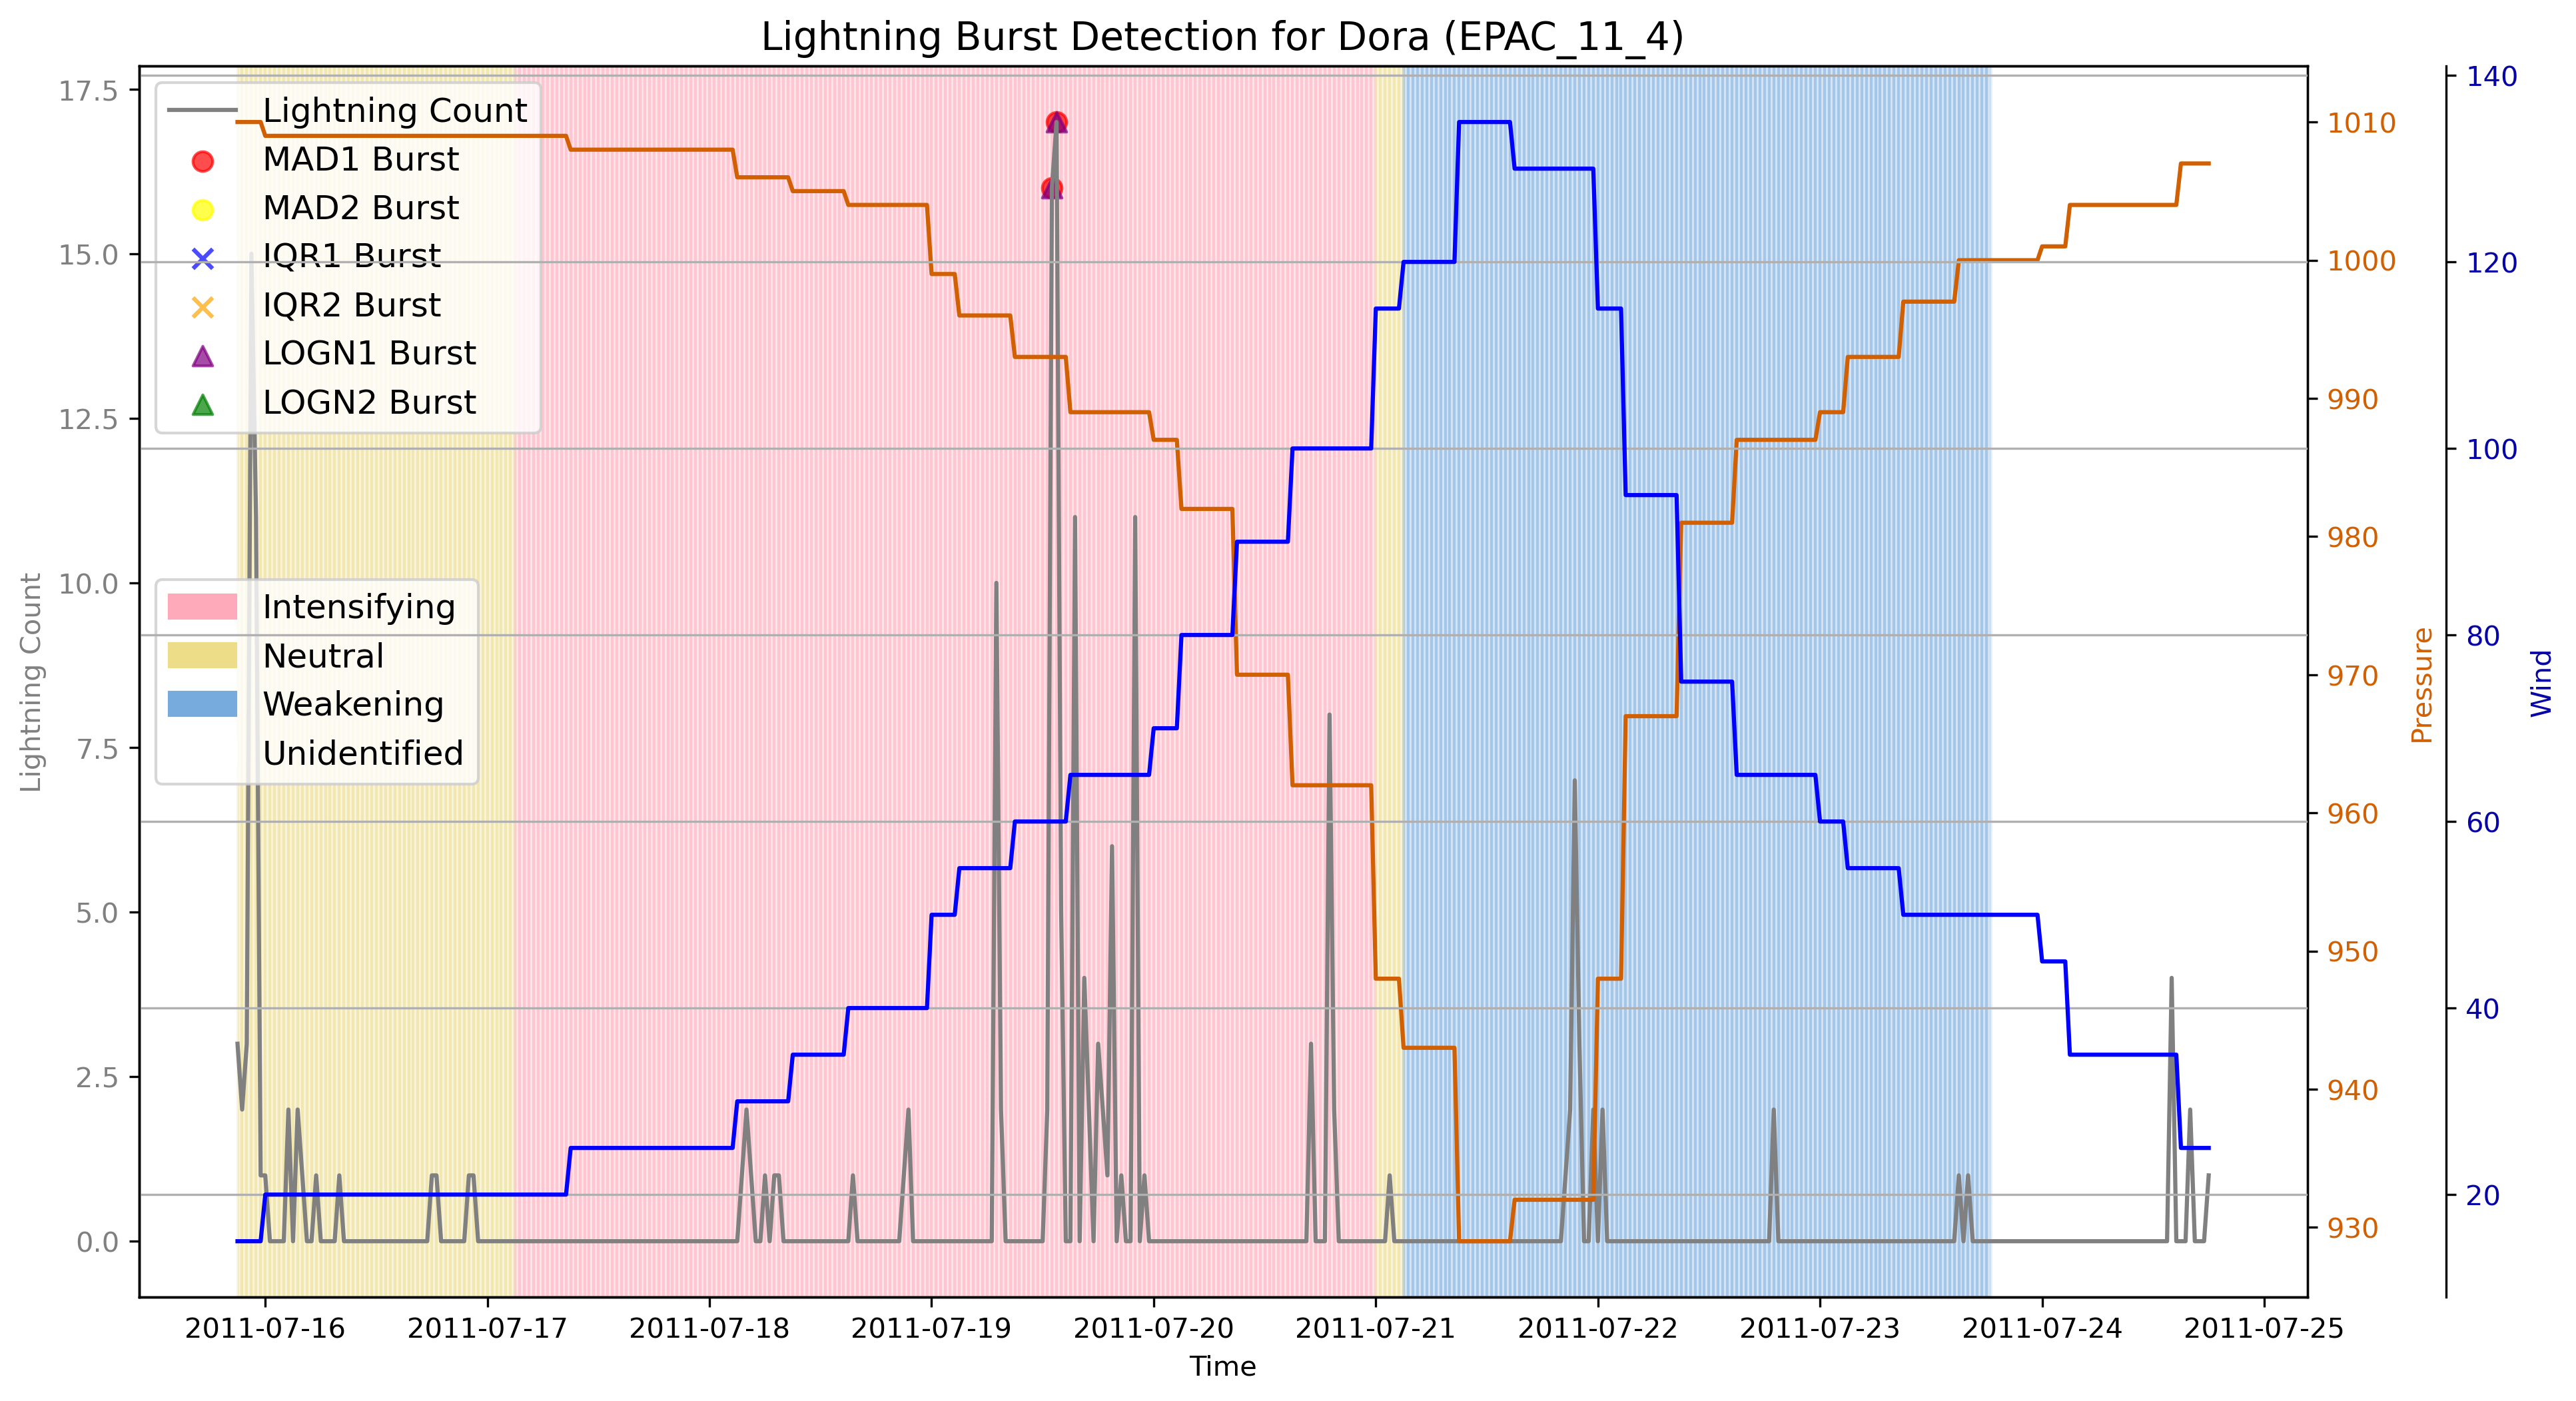 Lightning Burst Detection for Dora (EPAC_11_4)
Lightning Count
MAD1 Burst
MAD2 Burst
IQR1 Burst
IQR2 Burst
LOGN1 Burst
LOGN2 Burst
Intensifying
Neutral
Weakening
Unidentified
17.5
15.0
12.5
10.0
7.5
5.0
2.5
0.0
Lightning Count
1010
1000
990
980
970
960
950
940
930
Pressure
140
120
100
80
60
40
20
Wind
2011-07-16
2011-07-17
2011-07-18
2011-07-19
2011-07-20
2011-07-21
2011-07-22
2011-07-23
2011-07-24
2011-07-25
Time